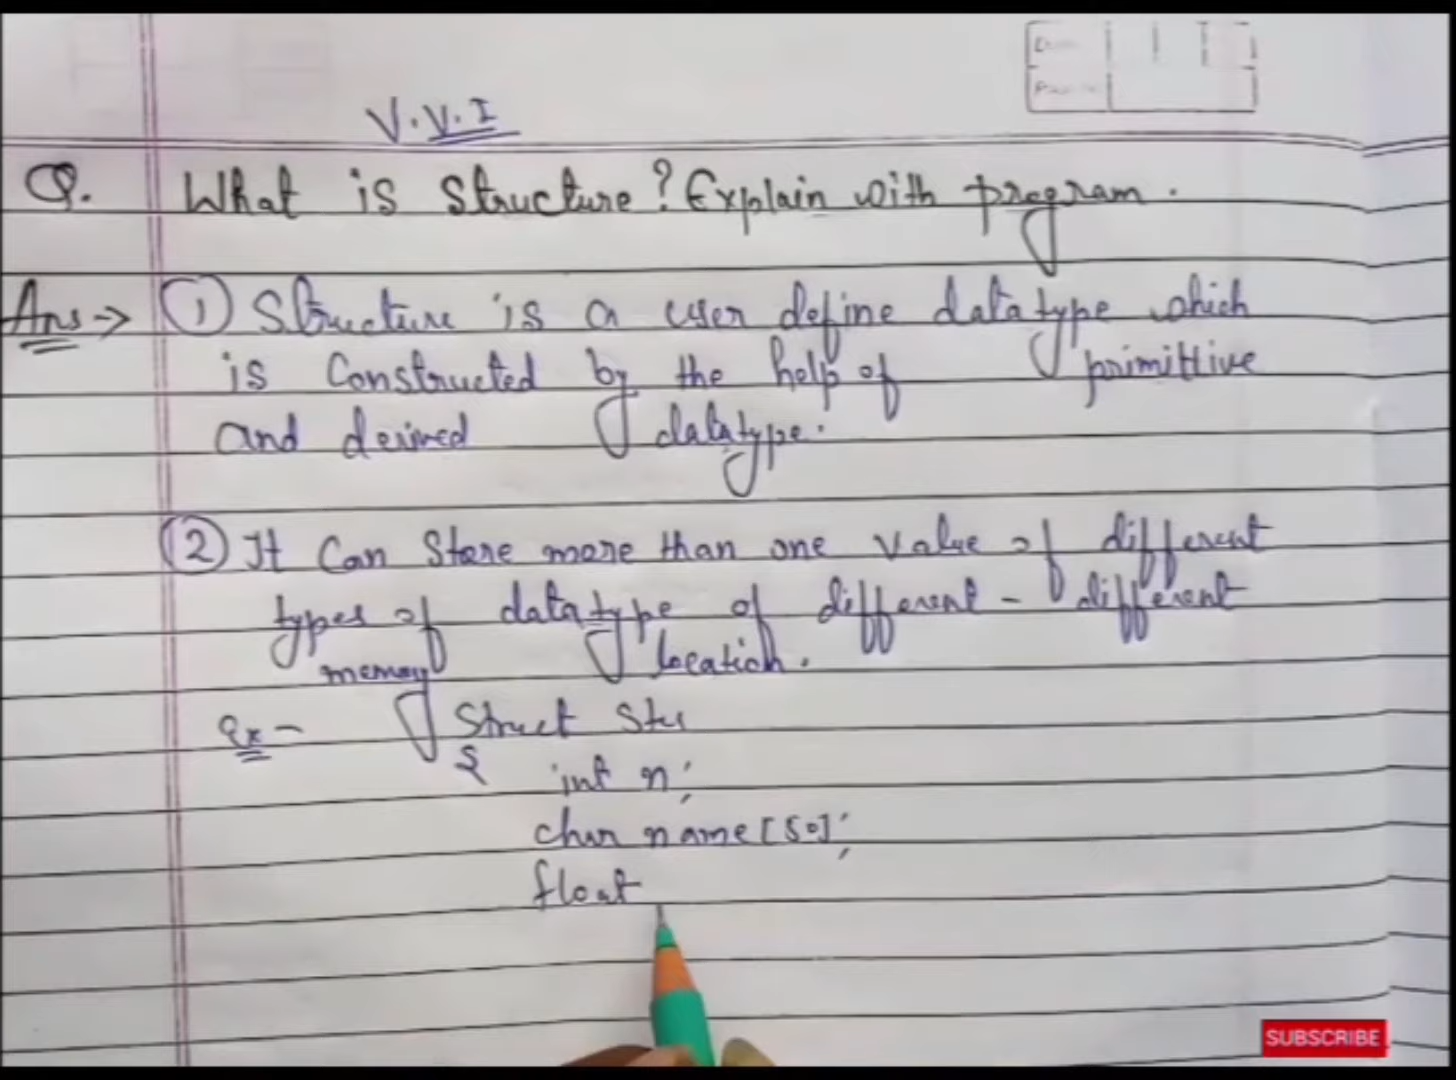 V.V.I
Q. What is Structure? Explain with program.
Ans → ① Structure is a user define datatype which
is Constructed by the help of primittive
and derived datatype.
② It Can Store more than one value of different
types of datatype of different - different
memory location.
Ex - Struct Stu
{ int n;
char name[50];
float
SUBSCRIBE